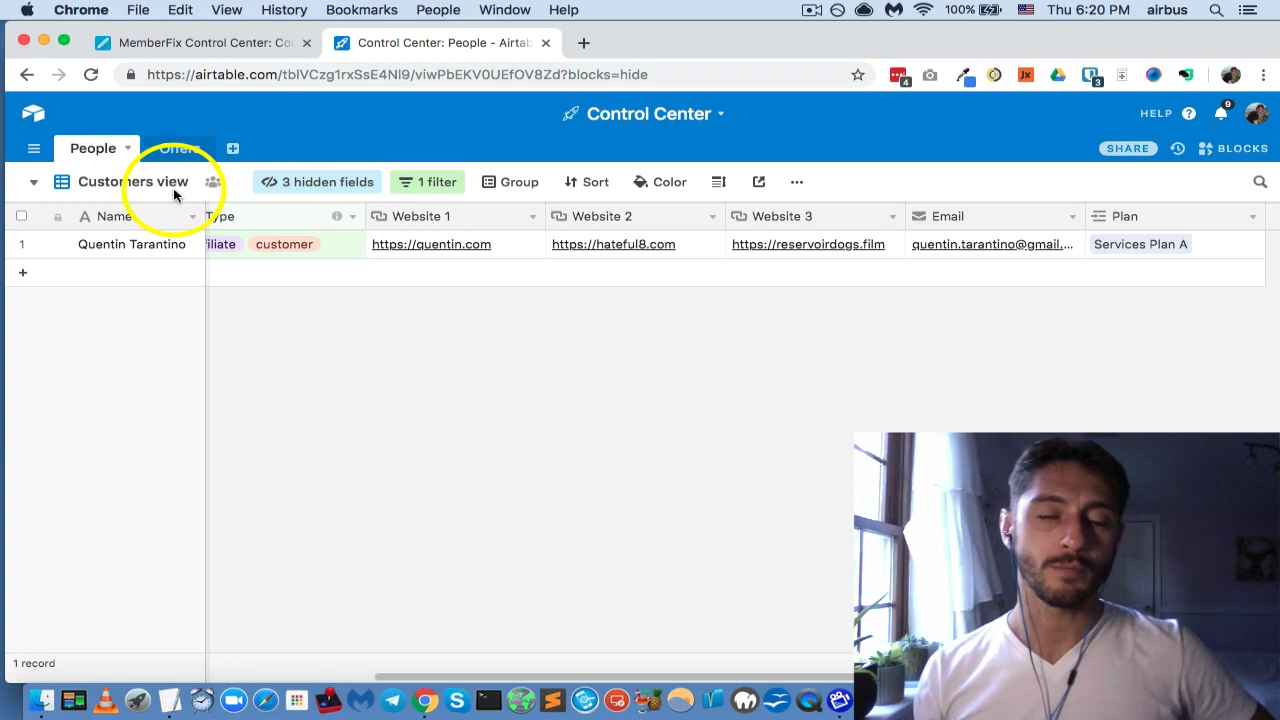 Chrome File Edit View History Bookmarks People Window Help 100% Thu 6:20 PM airbus
MemberFix Control Center: Co Control Center: People - Airtab
https://airtable.com/tblVCzg1rxSsE4Nl9/viwPbEKV0UEfOV8Zd?blocks=hide 4 3
Control Center HELP ? 9
People Offers SHARE BLOCKS
Customers view 3 hidden fields 1 filter Group Sort Color
A Name Type Website 1 Website 2 Website 3 Email Plan
1 Quentin Tarantino filiate customer https://quentin.com https://hateful8.com https://reservoirdogs.film quentin.tarantino@gmail.... Services Plan A
1 record